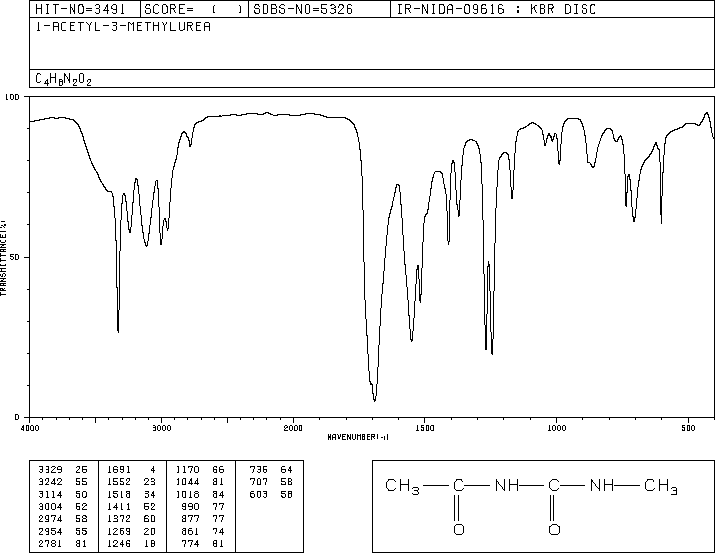 HIT-NO=3491 SCORE= ( ) SDBS-NO=5326 IR-NIDA-09616 : KBR DISC
1-ACETYL-3-METHYLUREA
C4H8N2O2
100
50
0
TRANSMITTANCE(%)
4000 3000 2000 1500 1000 500
WAVENUMBER(-1)
3329 26 1691 4 1170 66 736 64
3242 55 1552 23 1044 81 707 58
3114 50 1518 34 1018 84 603 58
3004 62 1411 62 990 77
2974 58 1372 60 877 77
2954 55 1269 20 861 74
2781 81 1246 18 774 81
CH3 C NH C NH CH3
O O